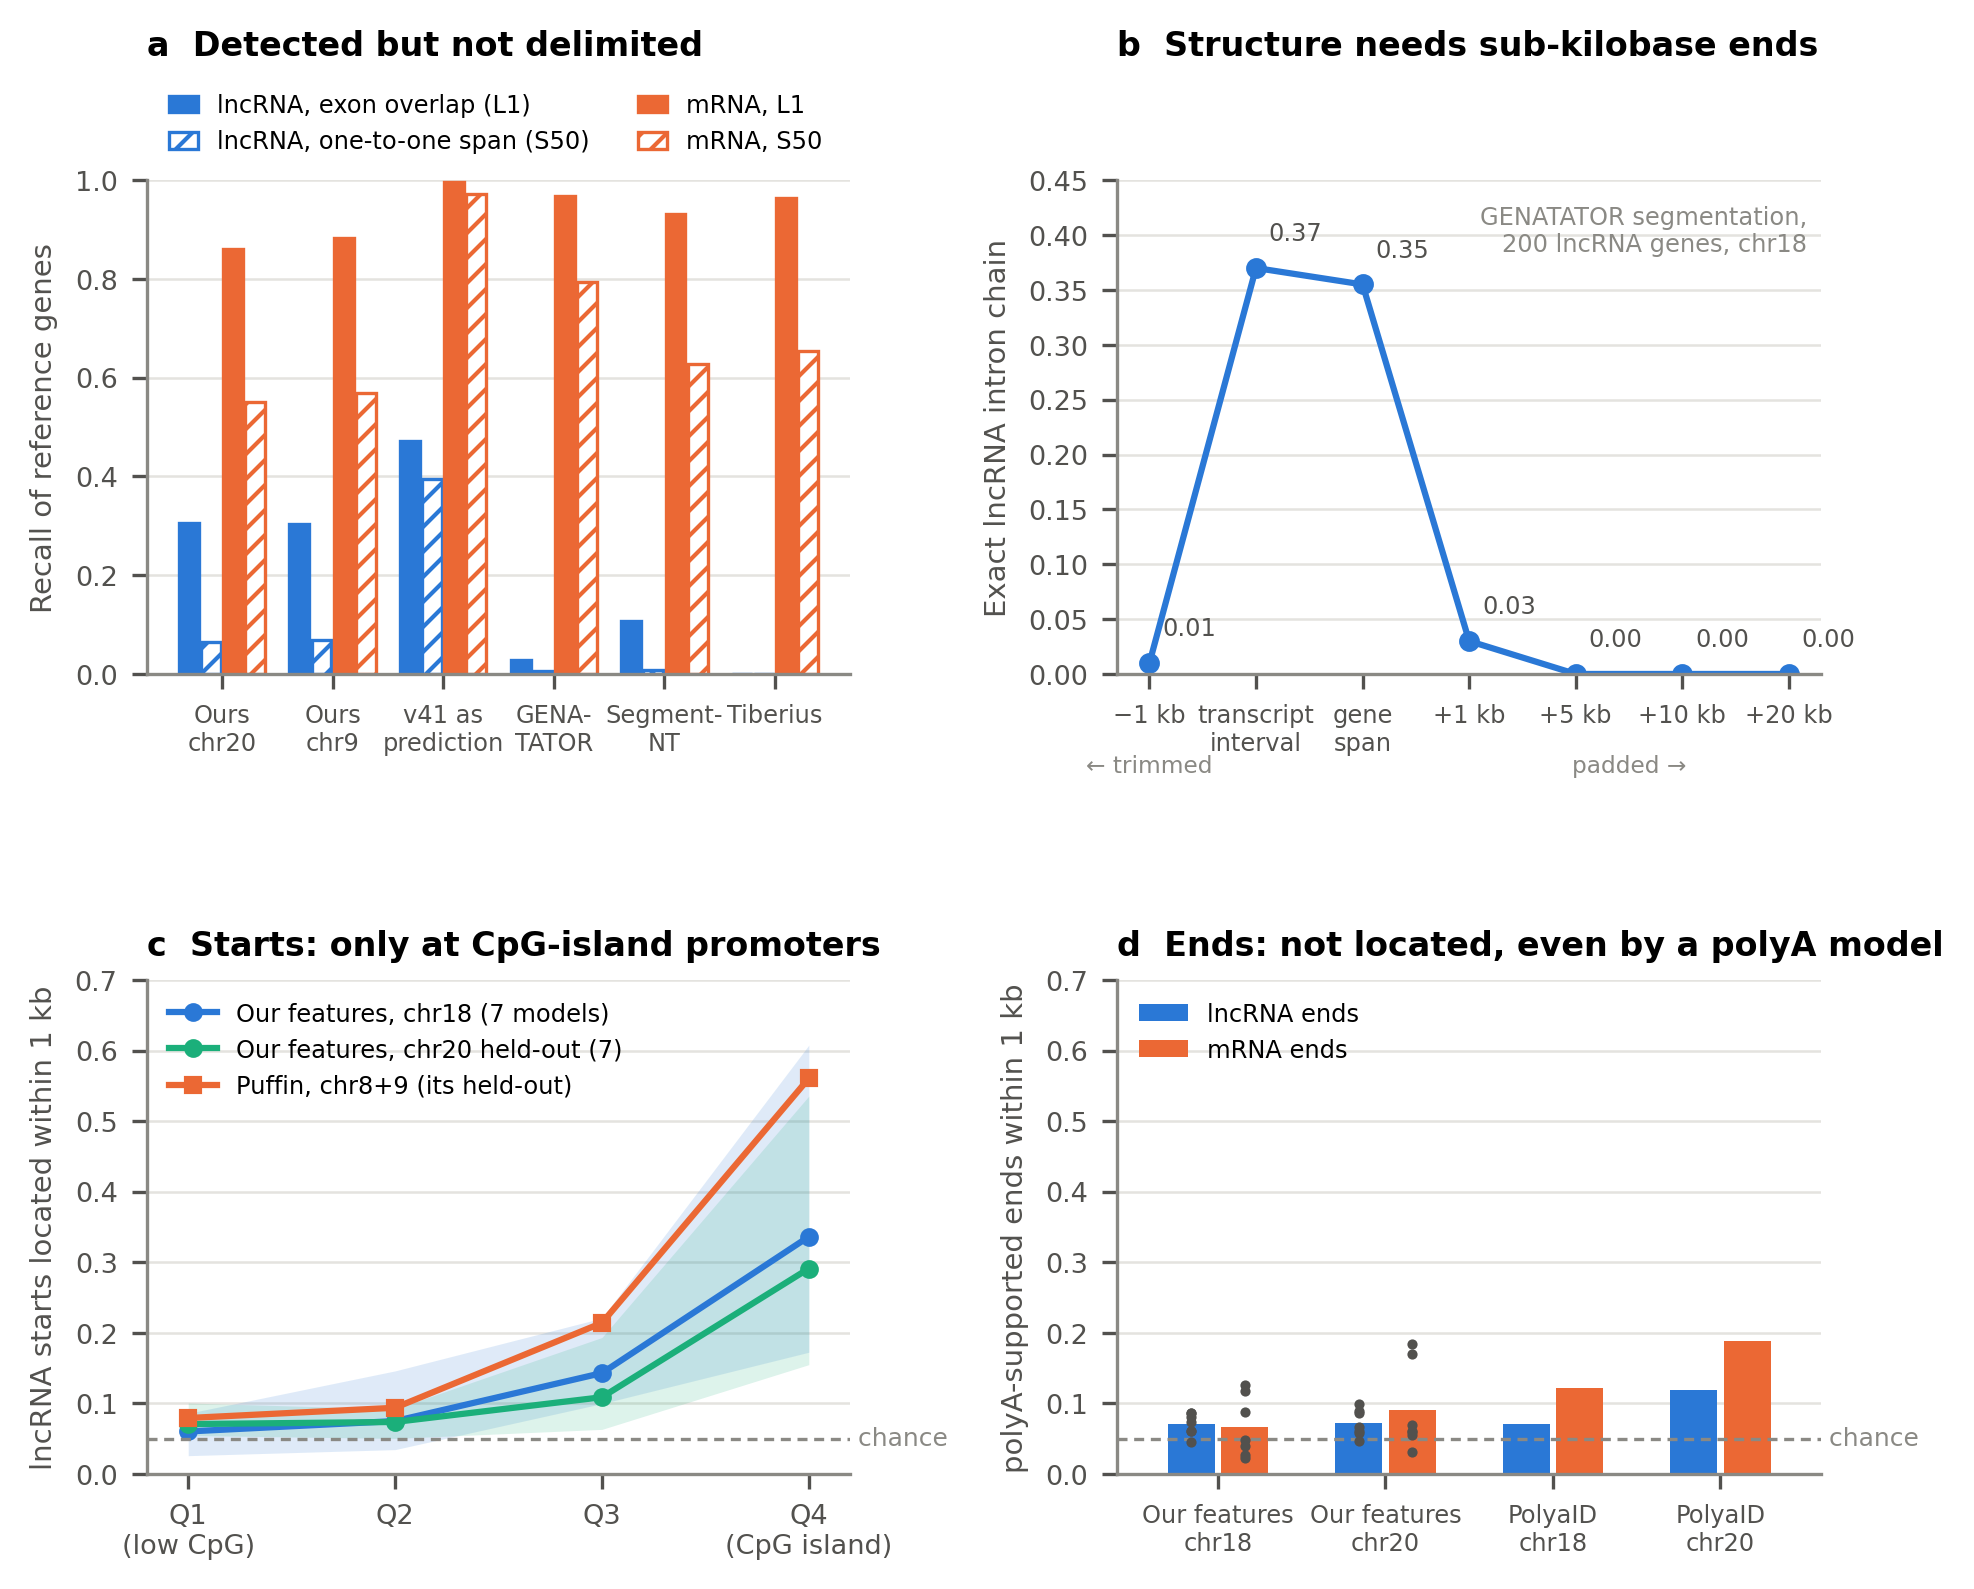 a  Detected but not delimited
lncRNA, exon overlap (L1)
lncRNA, one-to-one span (S50)
mRNA, L1
mRNA, S50
Recall of reference genes
1.0
0.8
0.6
0.4
0.2
0.0
Ours
chr20
Ours
chr9
v41 as
prediction
GENA-
TATOR
Segment-
NT
Tiberius
b  Structure needs sub-kilobase ends
GENATATOR segmentation,
200 lncRNA genes, chr18
Exact lncRNA intron chain
0.45
0.40
0.35
0.30
0.25
0.20
0.15
0.10
0.05
0.00
0.01
0.37
0.35
0.03
0.00
0.00
0.00
−1 kb
transcript
interval
gene
span
+1 kb
+5 kb
+10 kb
+20 kb
← trimmed
padded →
c  Starts: only at CpG-island promoters
Our features, chr18 (7 models)
Our features, chr20 held-out (7)
Puffin, chr8+9 (its held-out)
lncRNA starts located within 1 kb
0.7
0.6
0.5
0.4
0.3
0.2
0.1
0.0
chance
Q1
(low CpG)
Q2
Q3
Q4
(CpG island)
d  Ends: not located, even by a polyA model
lncRNA ends
mRNA ends
polyA-supported ends within 1 kb
0.7
0.6
0.5
0.4
0.3
0.2
0.1
0.0
chance
Our features
chr18
Our features
chr20
PolyaID
chr18
PolyaID
chr20